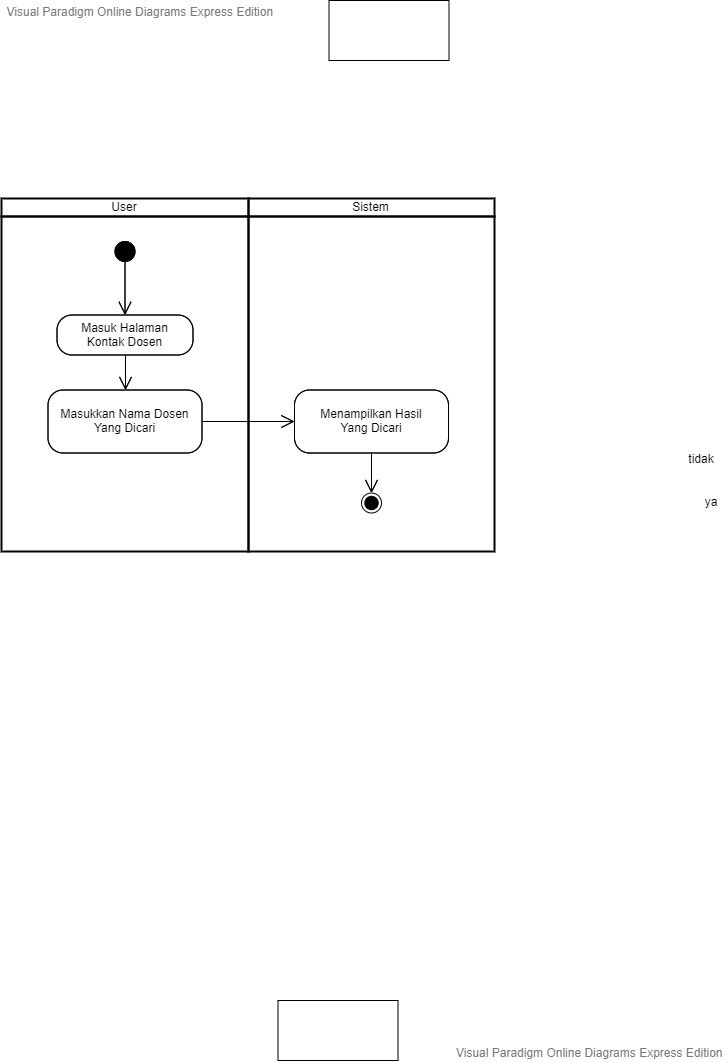 Visual Paradigm Online Diagrams Express Edition
User
Sistem
Masuk Halaman
Kontak Dosen
Masukkan Nama Dosen
Yang Dicari
Menampilkan Hasil
Yang Dicari
tidak
ya
Visual Paradigm Online Diagrams Express Edition